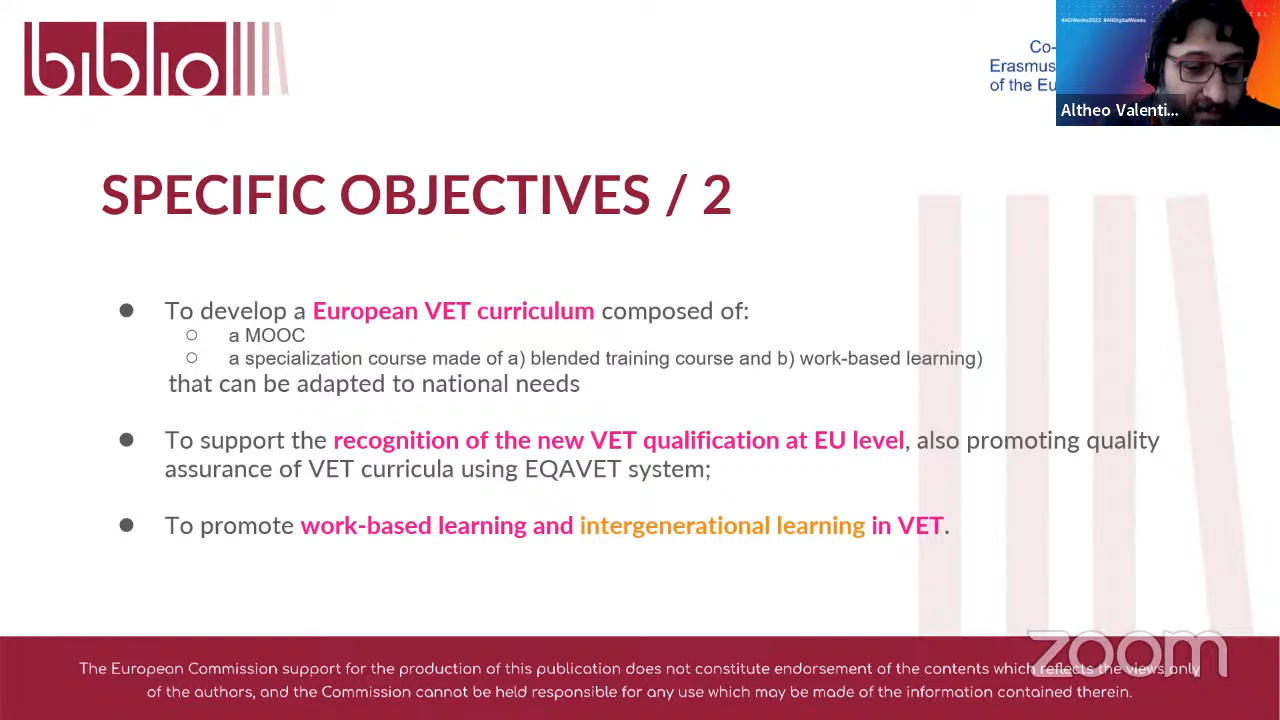 biblio
Co-
Erasmus
of the Eu
#ADWeeks2022 #AllDigitalWeeks
Altheo Valenti...
SPECIFIC OBJECTIVES / 2
● To develop a European VET curriculum composed of:
○ a MOOC
○ a specialization course made of a) blended training course and b) work-based learning)
that can be adapted to national needs
● To support the recognition of the new VET qualification at EU level, also promoting quality
assurance of VET curricula using EQAVET system;
● To promote work-based learning and intergenerational learning in VET.
zoom
The European Commission support for the production of this publication does not constitute endorsement of the contents which reflects the views only
of the authors, and the Commission cannot be held responsible for any use which may be made of the information contained therein.